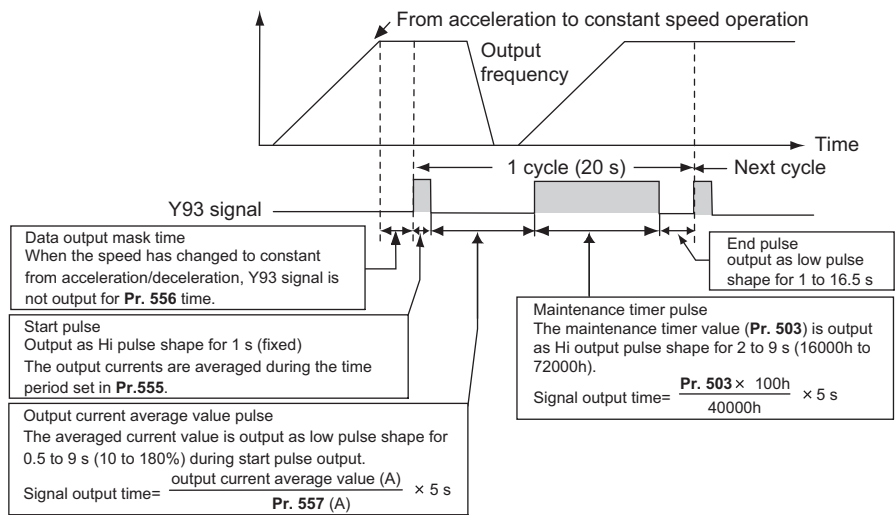 From acceleration to constant speed operation
Output
frequency
Time
1 cycle (20 s)
Next cycle
Y93 signal
Data output mask time
When the speed has changed to constant
from acceleration/deceleration, Y93 signal is
not output for Pr. 556 time.
Start pulse
Output as Hi pulse shape for 1 s (fixed)
The output currents are averaged during the time
period set in Pr.555.
Output current average value pulse
The averaged current value is output as low pulse shape for
0.5 to 9 s (10 to 180%) during start pulse output.
Signal output time= output current average value (A) / Pr. 557 (A) × 5 s
End pulse
output as low pulse
shape for 1 to 16.5 s
Maintenance timer pulse
The maintenance timer value (Pr. 503) is output
as Hi output pulse shape for 2 to 9 s (16000h to
72000h).
Signal output time= Pr. 503 × 100h / 40000h × 5 s